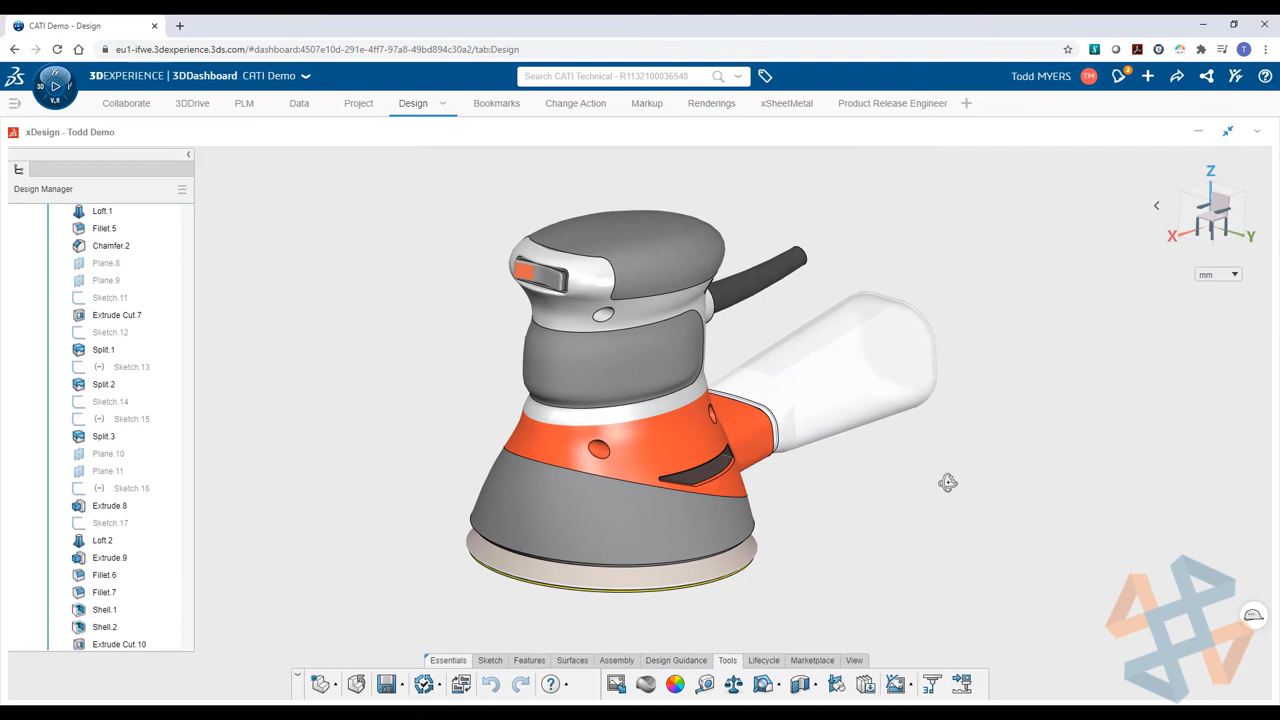 CATI Demo - Design
eu1-ifwe.3dexperience.3ds.com/#dashboard:4507e10d-291e-4ff7-97a8-49bd894c30a2/tab:Design
T
3D
V.R
3DEXPERIENCE | 3DDashboard CATI Demo
Search CATI Technical - R1132100036548
Todd MYERS
TM
2
Collaborate
3DDrive
PLM
Data
Project
Design
Bookmarks
Change Action
Markup
Renderings
xSheetMetal
Product Release Engineer
xDesign - Todd Demo
Design Manager
Loft.1
Fillet.5
Chamfer.2
Plane.8
Plane.9
Sketch.11
Extrude Cut.7
Sketch.12
Split.1
(-) Sketch.13
Split.2
Sketch.14
(-) Sketch.15
Split.3
Plane.10
Plane.11
(-) Sketch.16
Extrude.8
Sketch.17
Loft.2
Extrude.9
Fillet.6
Fillet.7
Shell.1
Shell.2
Extrude Cut.10
Z
X
Y
mm
Essentials
Sketch
Features
Surfaces
Assembly
Design Guidance
Tools
Lifecycle
Marketplace
View